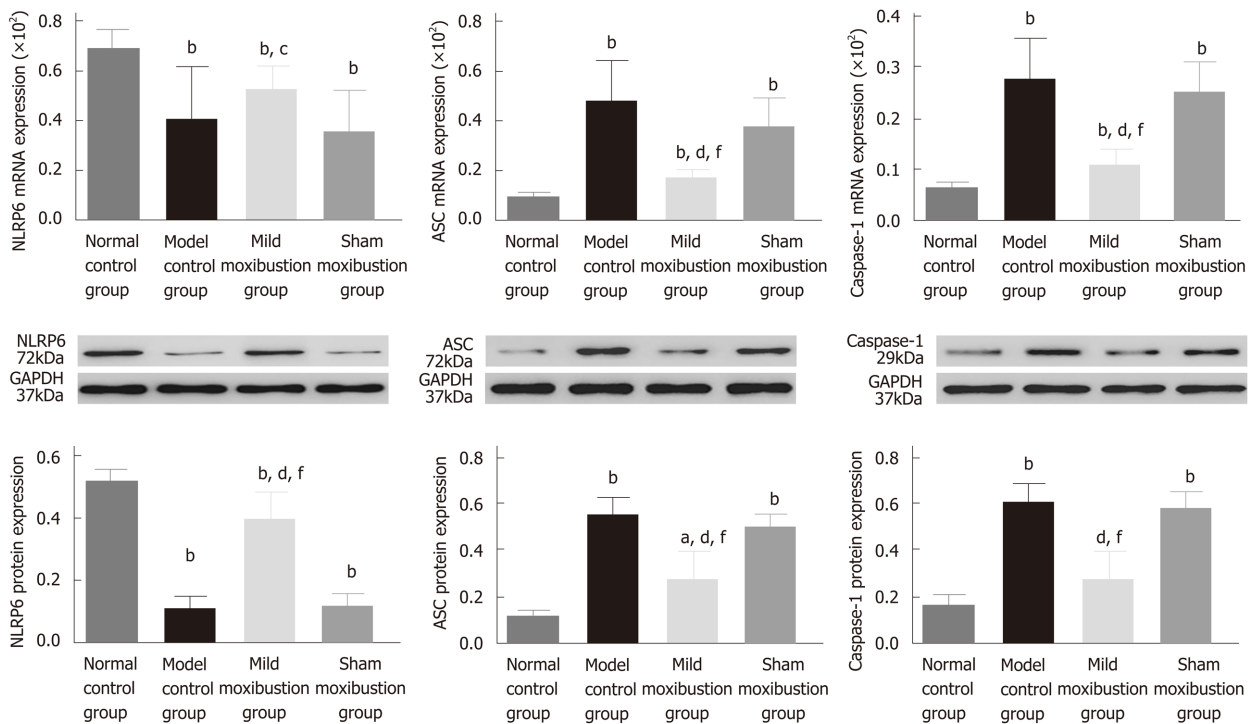 NLRP6 mRNA expression (×10²)
0.8
0.6
0.4
0.2
0.0
b
b, c
b
Normal control group
Model control group
Mild moxibustion group
Sham moxibustion group
ASC mRNA expression (×10²)
0.8
0.6
0.4
0.2
0.0
b
b, d, f
b
Normal control group
Model control group
Mild moxibustion group
Sham moxibustion group
Caspase-1 mRNA expression (×10²)
0.4
0.3
0.2
0.1
0.0
b
b, d, f
b
Normal control group
Model control group
Mild moxibustion group
Sham moxibustion group
NLRP6
72kDa
GAPDH
37kDa
ASC
72kDa
GAPDH
37kDa
Caspase-1
29kDa
GAPDH
37kDa
NLRP6 protein expression
0.6
0.4
0.2
0.0
b
b, d, f
b
Normal control group
Model control group
Mild moxibustion group
Sham moxibustion group
ASC protein expression
0.8
0.6
0.4
0.2
0.0
b
a, d, f
b
Normal control group
Model control group
Mild moxibustion group
Sham moxibustion group
Caspase-1 protein expression
0.8
0.6
0.4
0.2
0.0
b
d, f
b
Normal control group
Model control group
Mild moxibustion group
Sham moxibustion group